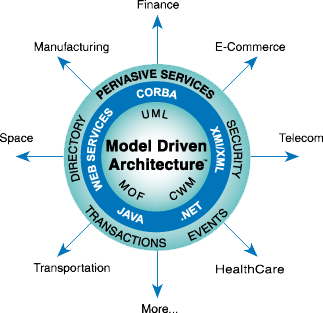 Finance
Manufacturing
E-Commerce
PERVASIVE SERVICES
CORBA
UML
DIRECTORY
WEB SERVICES
XMI/XML
SECURITY
Space
Model Driven
Architecture™
Telecom
MOF
CWM
JAVA
.NET
TRANSACTIONS
EVENTS
Transportation
HealthCare
More...